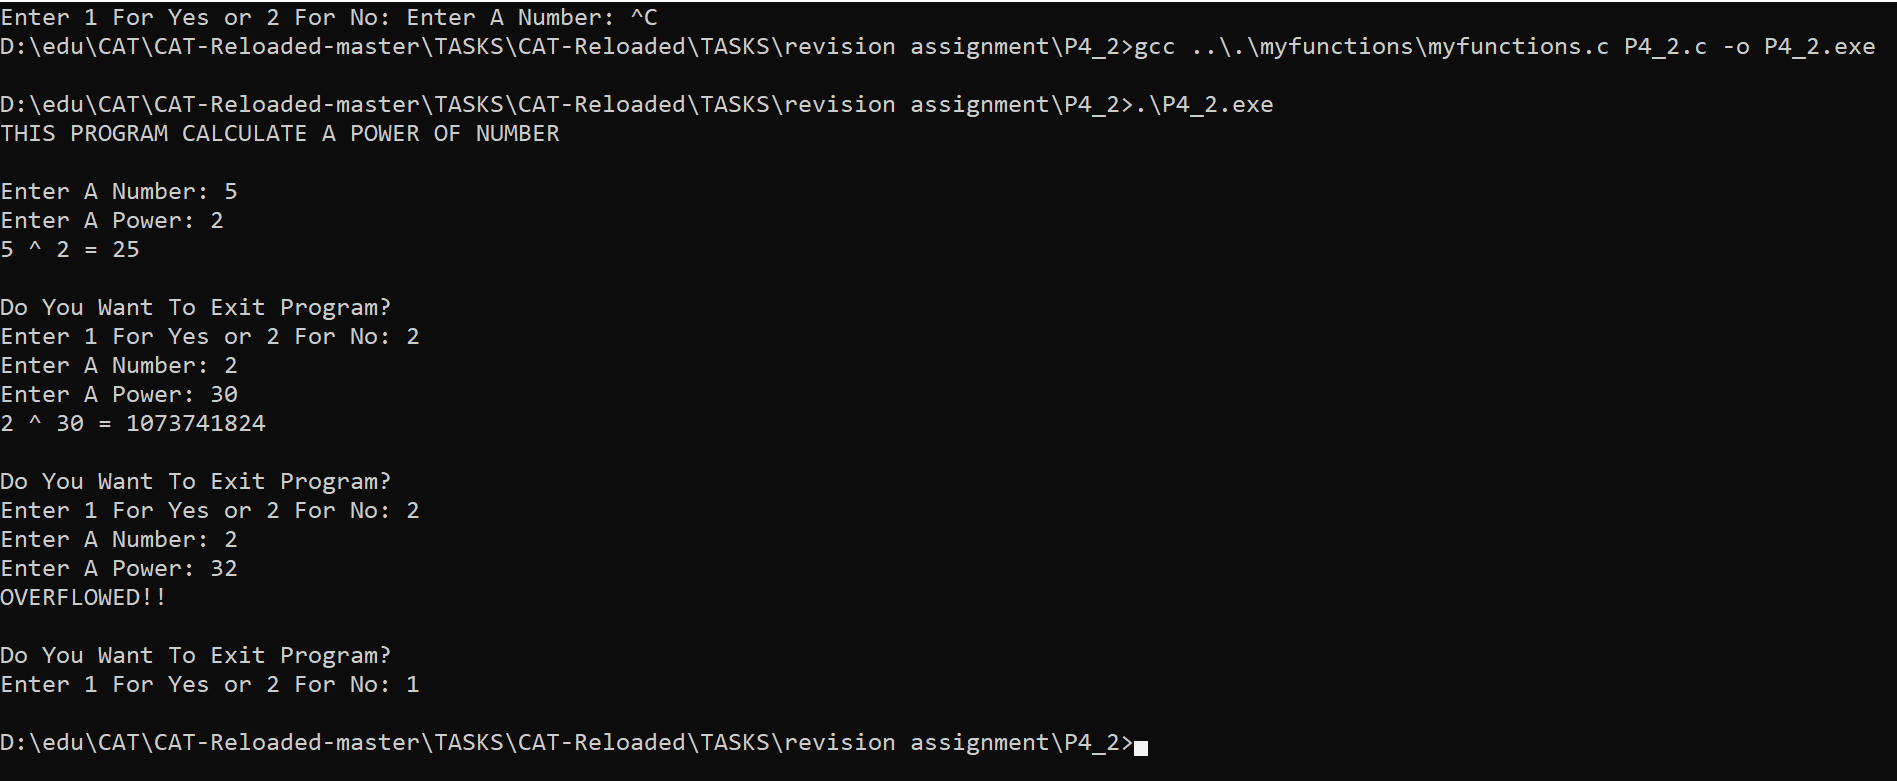 Enter 1 For Yes or 2 For No: Enter A Number: ^C
D:\edu\CAT\CAT-Reloaded-master\TASKS\CAT-Reloaded\TASKS\revision assignment\P4_2>gcc ..\.\myfunctions\myfunctions.c P4_2.c -o P4_2.exe
D:\edu\CAT\CAT-Reloaded-master\TASKS\CAT-Reloaded\TASKS\revision assignment\P4_2>.\P4_2.exe
THIS PROGRAM CALCULATE A POWER OF NUMBER
Enter A Number: 5
Enter A Power: 2
5 ^ 2 = 25
Do You Want To Exit Program?
Enter 1 For Yes or 2 For No: 2
Enter A Number: 2
Enter A Power: 30
2 ^ 30 = 1073741824
Do You Want To Exit Program?
Enter 1 For Yes or 2 For No: 2
Enter A Number: 2
Enter A Power: 32
OVERFLOWED!!
Do You Want To Exit Program?
Enter 1 For Yes or 2 For No: 1
D:\edu\CAT\CAT-Reloaded-master\TASKS\CAT-Reloaded\TASKS\revision assignment\P4_2>